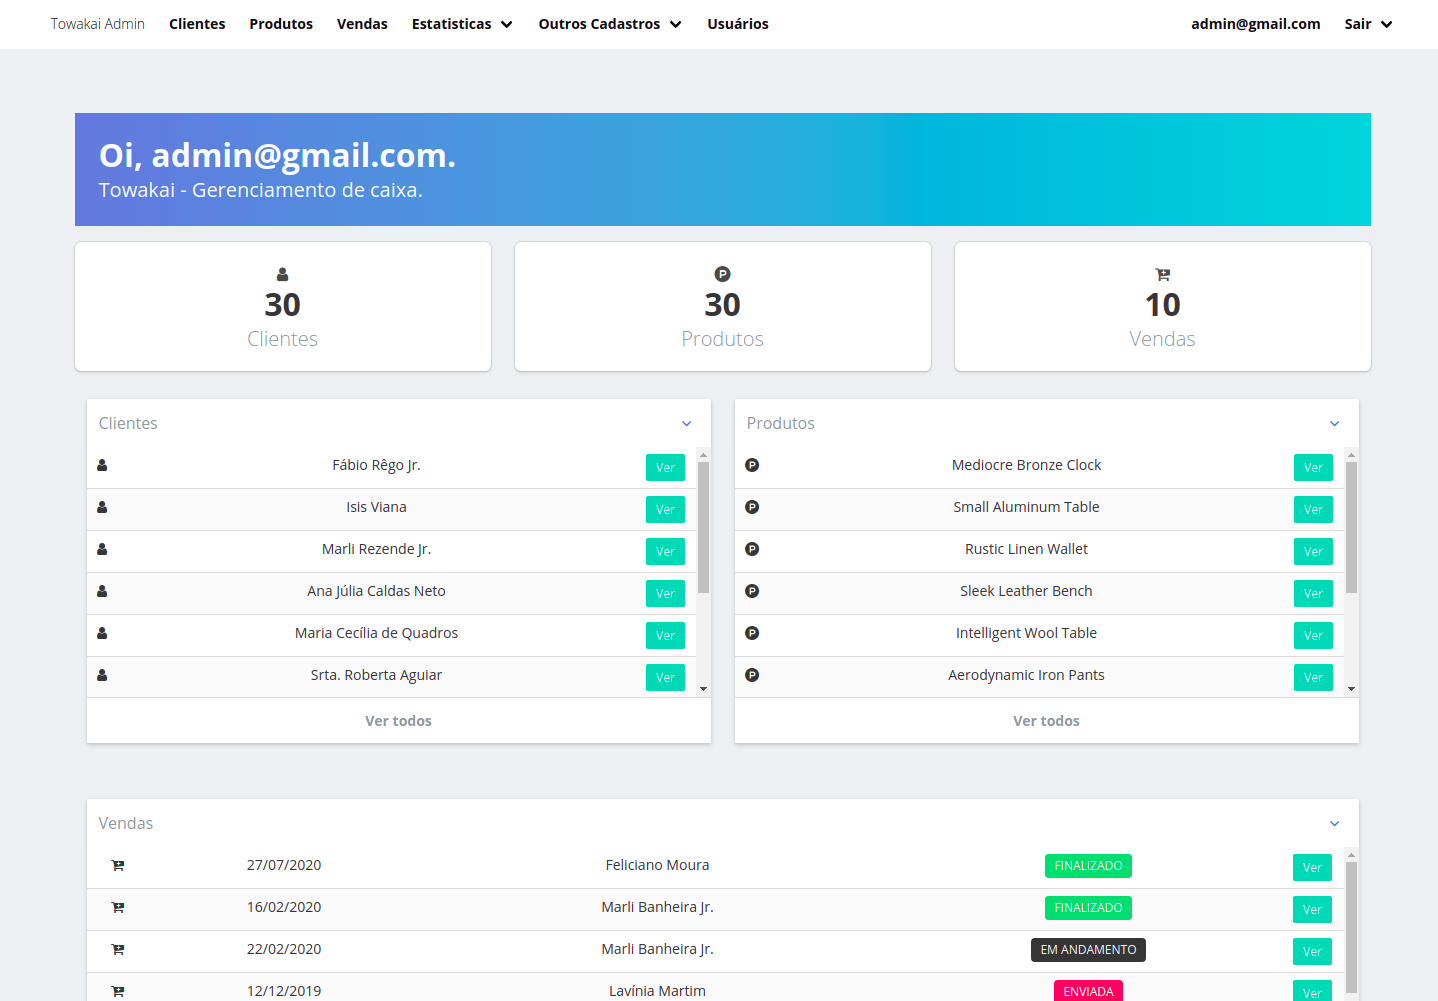 Towakai Admin Clientes Produtos Vendas Estatisticas Outros Cadastros Usuários admin@gmail.com Sair
Oi, admin@gmail.com.
Towakai - Gerenciamento de caixa.
30
Clientes
30
Produtos
10
Vendas
Clientes
Fábio Rêgo Jr. Ver
Isis Viana Ver
Marli Rezende Jr. Ver
Ana Júlia Caldas Neto Ver
Maria Cecília de Quadros Ver
Srta. Roberta Aguiar Ver
Ver todos
Produtos
Mediocre Bronze Clock Ver
Small Aluminum Table Ver
Rustic Linen Wallet Ver
Sleek Leather Bench Ver
Intelligent Wool Table Ver
Aerodynamic Iron Pants Ver
Ver todos
Vendas
27/07/2020 Feliciano Moura FINALIZADO Ver
16/02/2020 Marli Banheira Jr. FINALIZADO Ver
22/02/2020 Marli Banheira Jr. EM ANDAMENTO Ver
12/12/2019 Lavínia Martim ENVIADA Ver